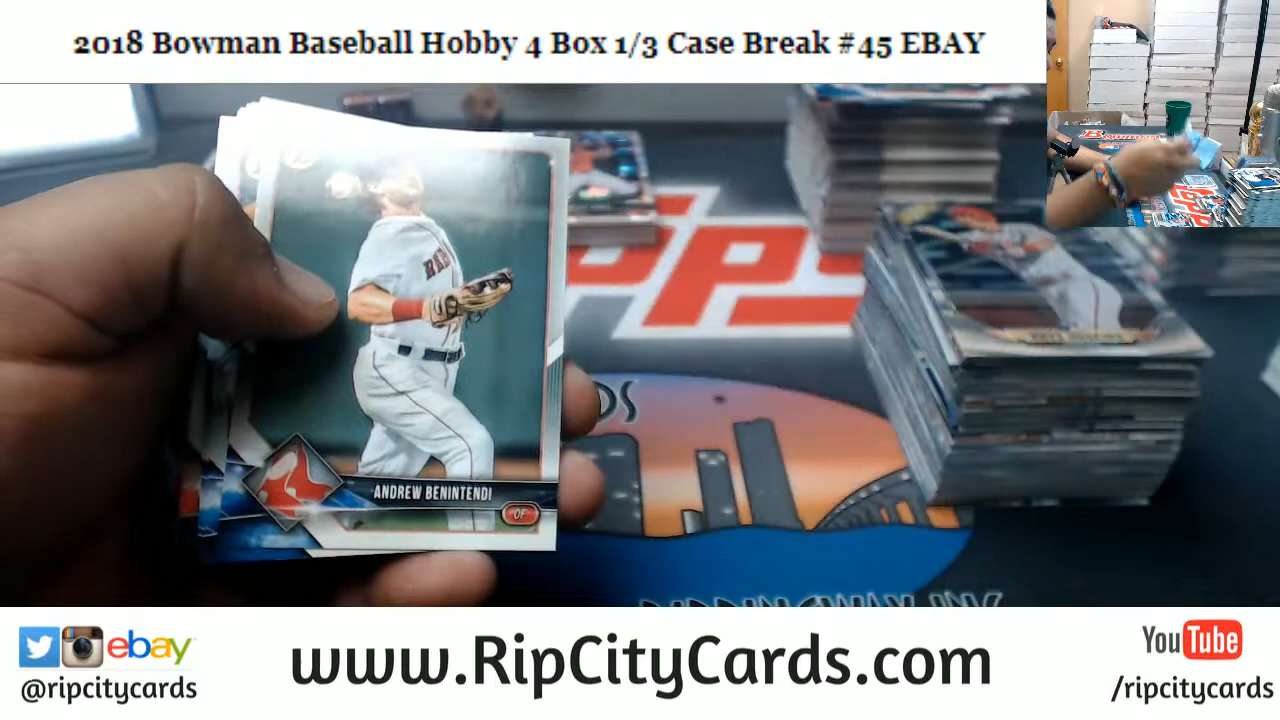 2018 Bowman Baseball Hobby 4 Box 1/3 Case Break #45 EBAY
ANDREW BENINTENDI
OF
ebay
@ripcitycards
www.RipCityCards.com
YouTube
/ripcitycards